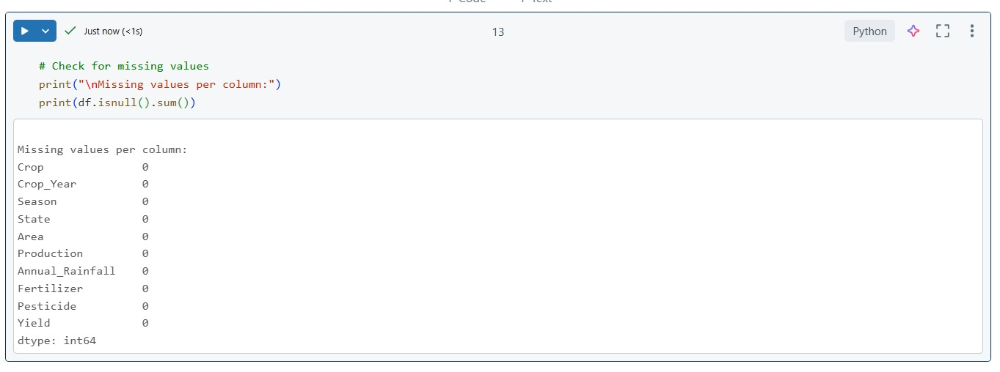 + Code + Text
Just now (<1s)
13
Python
# Check for missing values
print("\nMissing values per column:")
print(df.isnull().sum())
Missing values per column:
Crop 0
Crop_Year 0
Season 0
State 0
Area 0
Production 0
Annual_Rainfall 0
Fertilizer 0
Pesticide 0
Yield 0
dtype: int64